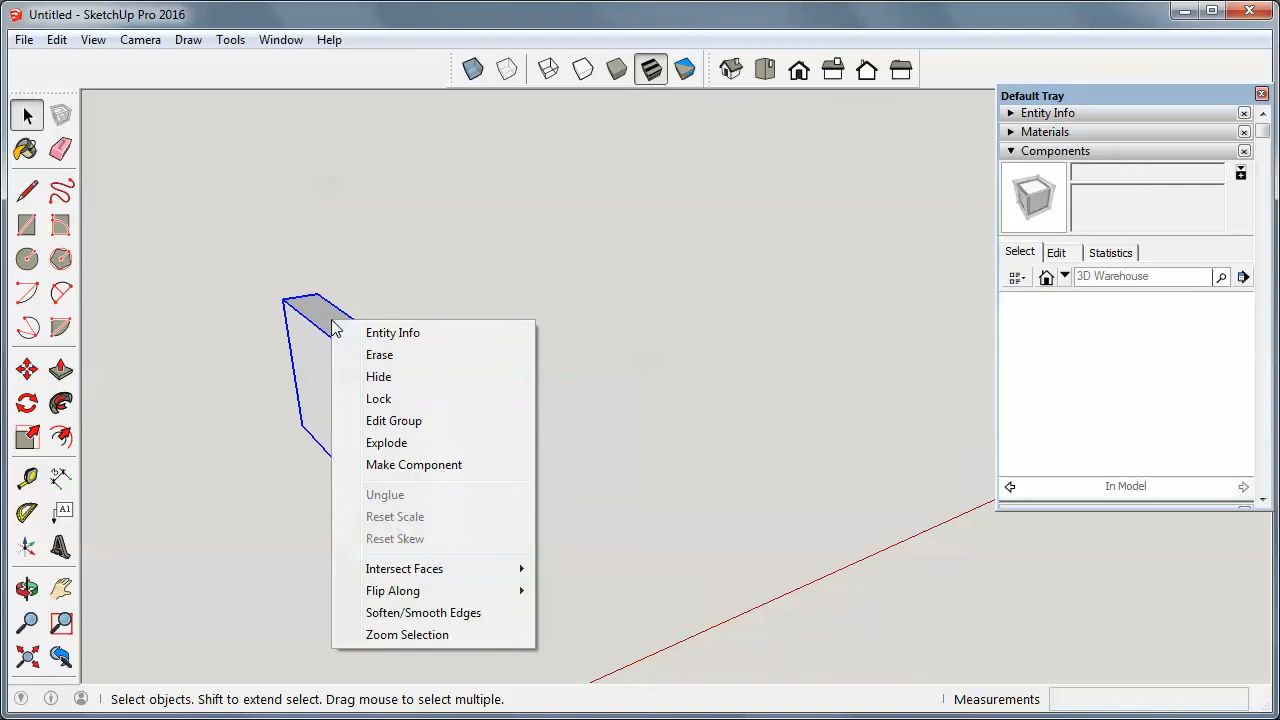 Untitled - SketchUp Pro 2016
File Edit View Camera Draw Tools Window Help
Default Tray
Entity Info
Materials
Components
Select Edit Statistics
3D Warehouse
In Model
Entity Info
Erase
Hide
Lock
Edit Group
Explode
Make Component
Unglue
Reset Scale
Reset Skew
Intersect Faces
Flip Along
Soften/Smooth Edges
Zoom Selection
A1
Select objects. Shift to extend select. Drag mouse to select multiple.
Measurements